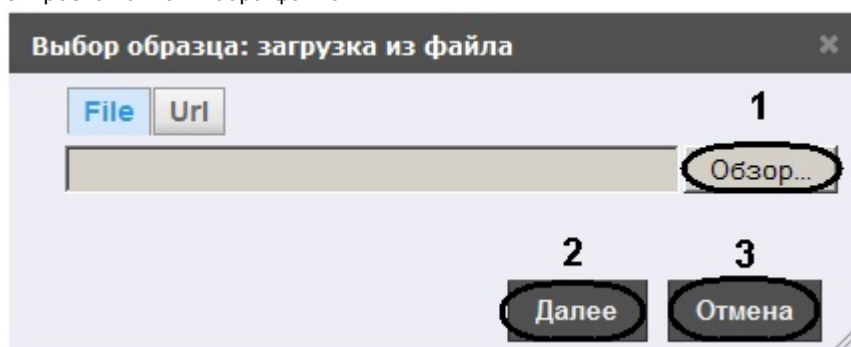 Выбор образца: загрузка из файла
File Url
1
Обзор...
2 3
Далее Отмена